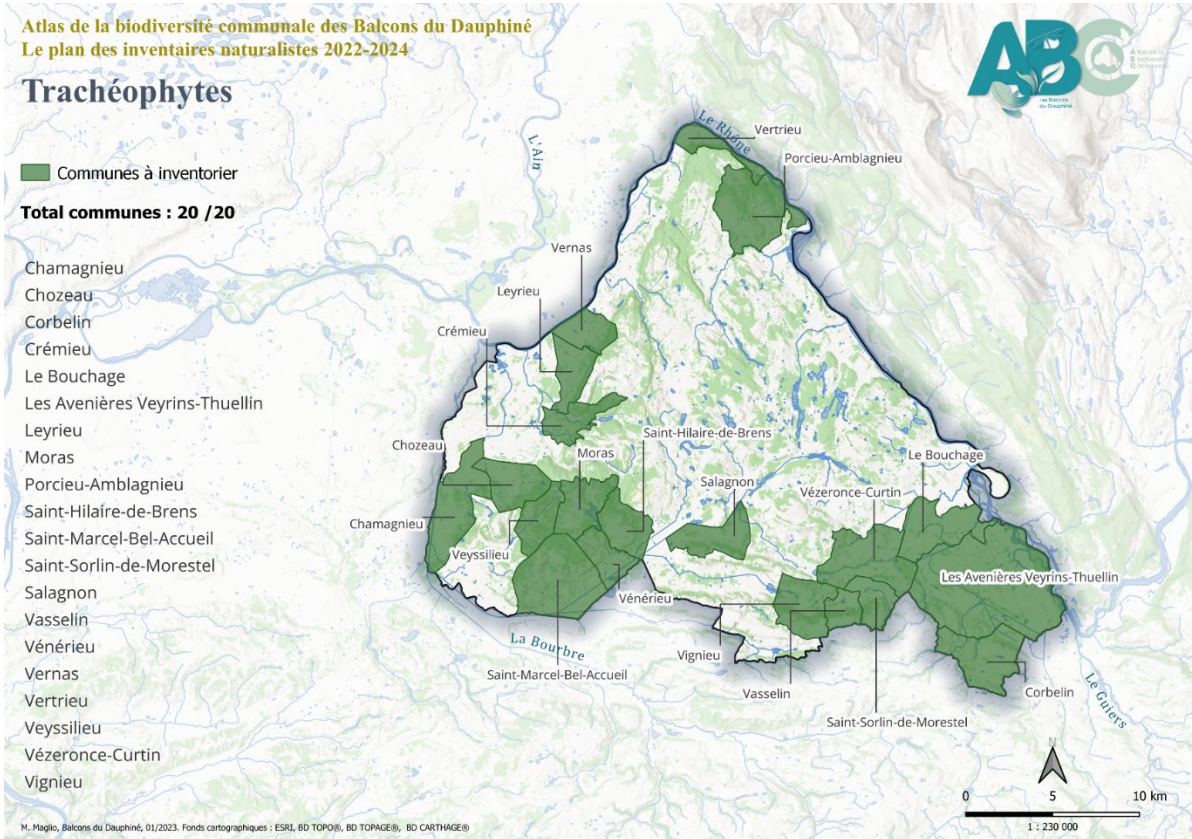 Atlas de la biodiversité communale des Balcons du Dauphiné
Le plan des inventaires naturalistes 2022-2024
Trachéophytes
ABC
les Balcons
du Dauphiné
Communes à inventorier
Total communes : 20 /20
Chamagnieu
Chozeau
Corbelin
Crémieu
Le Bouchage
Les Avenières Veyrins-Thuellin
Leyrieu
Moras
Porcieu-Amblagnieu
Saint-Hilaire-de-Brens
Saint-Marcel-Bel-Accueil
Saint-Sorlin-de-Morestel
Salagnon
Vasselin
Vénérieu
Vernas
Vertrieu
Veyssilieu
Vézeronce-Curtin
Vignieu
L'Ain
Le Rhône
Vertrieu
Porcieu-Amblagnieu
Vernas
Leyrieu
Crémieu
Chozeau
Moras
Saint-Hilaire-de-Brens
Salagnon
Le Bouchage
Vézeronce-Curtin
Chamagnieu
Veyssilieu
Les Avenières Veyrins-Thuellin
Vénérieu
La Bourbre
Vignieu
Saint-Marcel-Bel-Accueil
Vasselin
Corbelin
Le Guiers
Saint-Sorlin-de-Morestel
N
0 5 10 km
1 : 230 000
M. Maglio, Balcons du Dauphiné, 01/2023. Fonds cartographiques : ESRI, BD TOPO®, BD TOPAGE®, BD CARTHAGE®